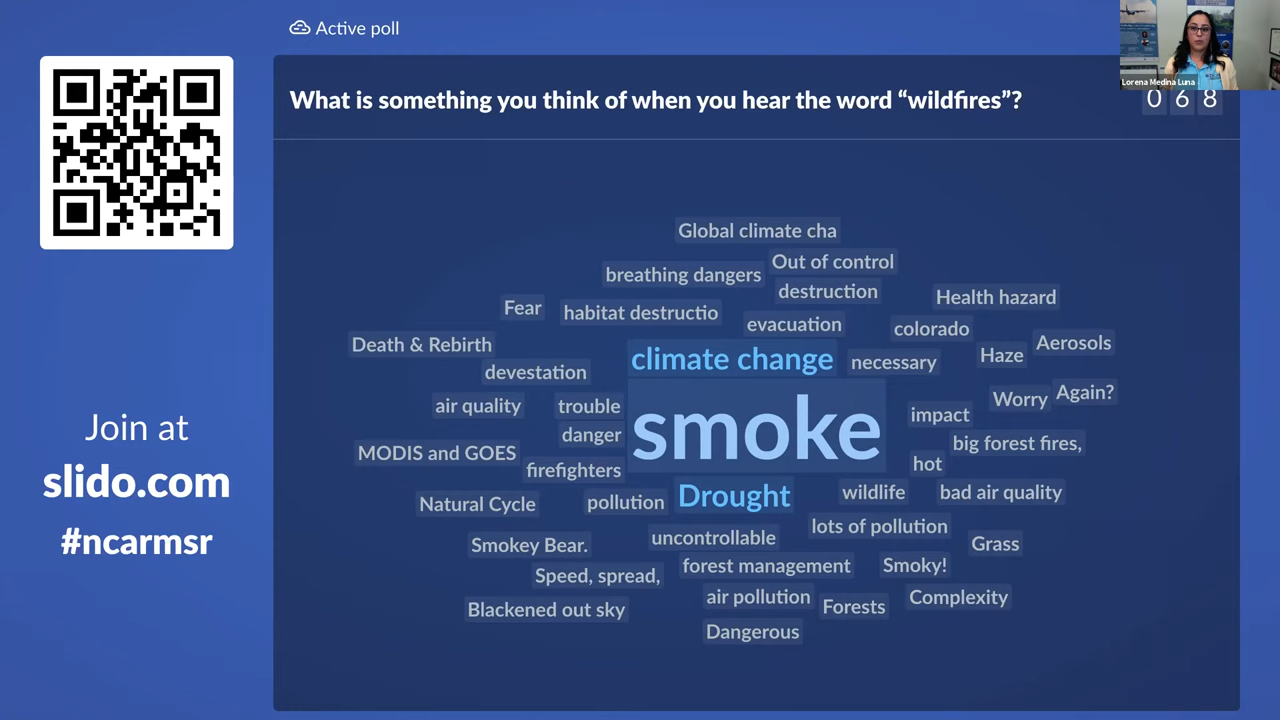 Active poll
What is something you think of when you hear the word “wildfires”?
Lorena Medina Luna
0 6 8
Join at
slido.com
#ncarmsr
Global climate cha
Out of control
breathing dangers
destruction
Health hazard
Fear
habitat destructio
evacuation
colorado
Death & Rebirth
climate change
necessary
Haze
Aerosols
devestation
air quality
trouble
smoke
impact
Worry
Again?
danger
big forest fires,
MODIS and GOES
firefighters
hot
Natural Cycle
pollution
Drought
wildlife
bad air quality
lots of pollution
Smokey Bear.
uncontrollable
Grass
Speed, spread,
forest management
Smoky!
Blackened out sky
air pollution
Forests
Complexity
Dangerous